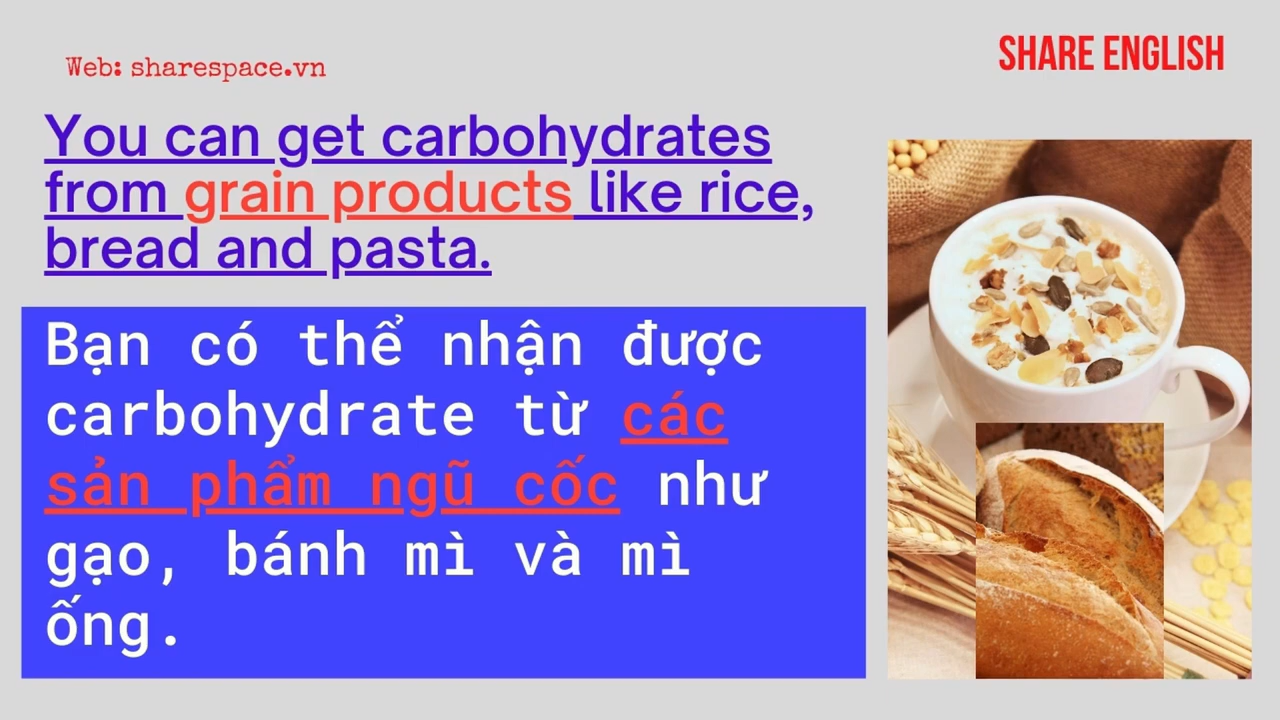 Web: sharespace.vn
SHARE ENGLISH
You can get carbohydrates
from grain products like rice,
bread and pasta.
Bạn có thể nhận được
carbohydrate từ các
sản phẩm ngũ cốc như
gạo, bánh mì và mì
ống.